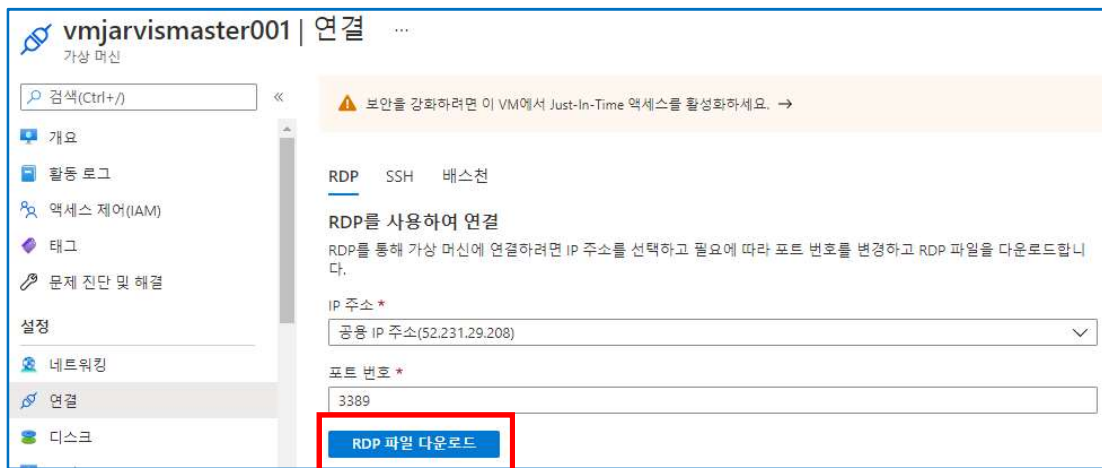 vmjarvismaster001 | 연결 ...
가상 머신
검색(Ctrl+/) «
개요
활동 로그
액세스 제어(IAM)
태그
문제 진단 및 해결
설정
네트워킹
연결
디스크
보안을 강화하려면 이 VM에서 Just-In-Time 액세스를 활성화하세요. →
RDP SSH 배스천
RDP를 사용하여 연결
RDP를 통해 가상 머신에 연결하려면 IP 주소를 선택하고 필요에 따라 포트 번호를 변경하고 RDP 파일을 다운로드합니
다.
IP 주소 *
공용 IP 주소(52.231.29.208)
포트 번호 *
3389
RDP 파일 다운로드